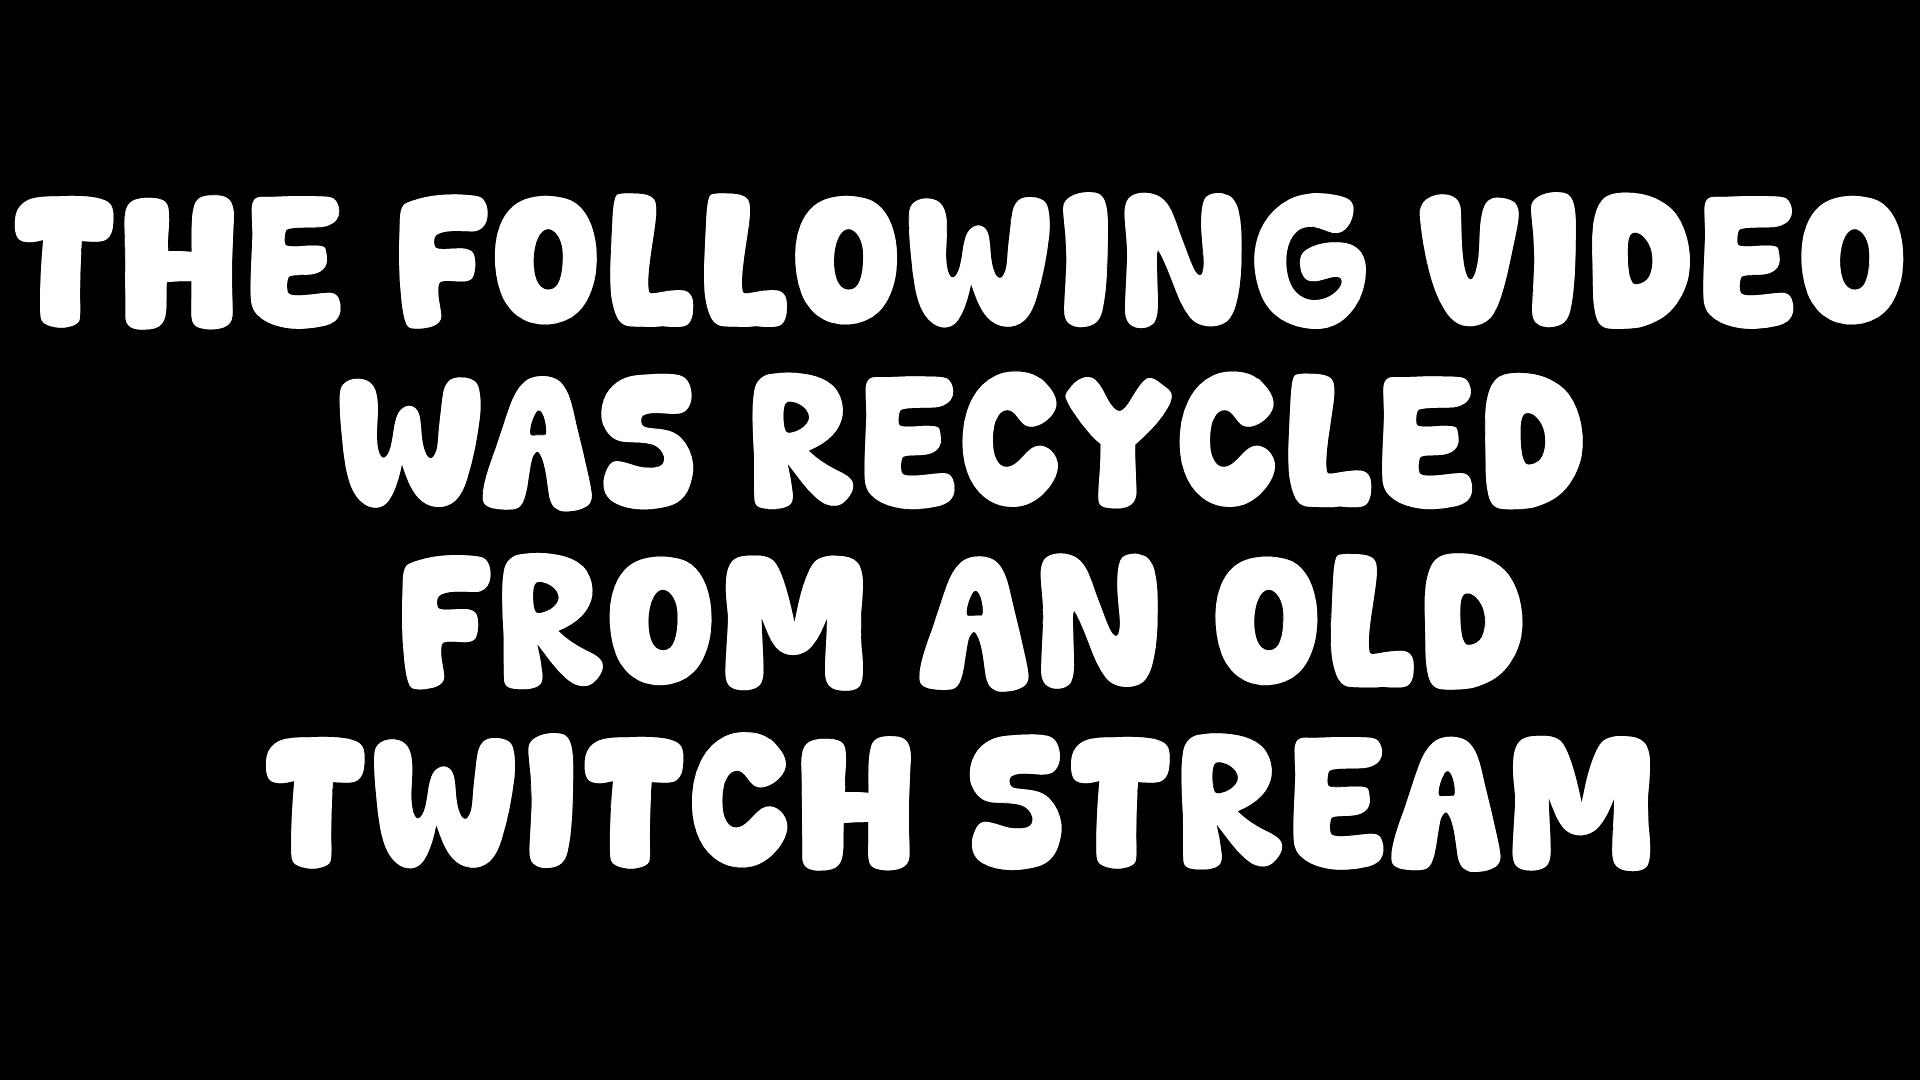 THE FOLLOWING VIDEO
WAS RECYCLED
FROM AN OLD
TWITCH STREAM